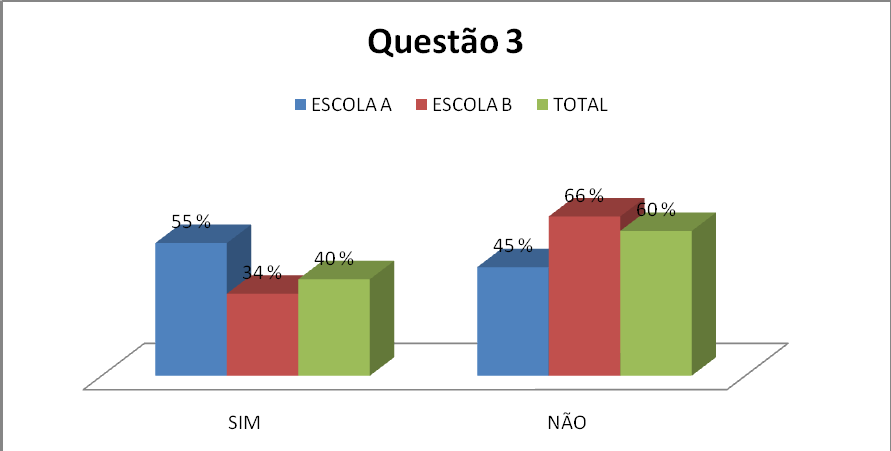 Questão 3
ESCOLA A ESCOLA B TOTAL
55 % 34 % 40 % 45 % 66 % 60 %
SIM NÃO